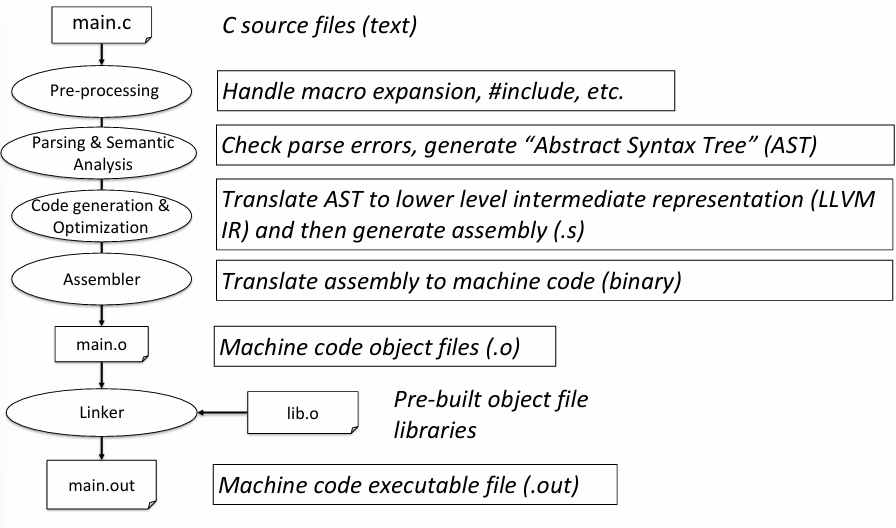 main.c
C source files (text)
Pre-processing
Handle macro expansion, #include, etc.
Parsing & Semantic
Analysis
Check parse errors, generate “Abstract Syntax Tree” (AST)
Code generation &
Optimization
Translate AST to lower level intermediate representation (LLVM
IR) and then generate assembly (.s)
Assembler
Translate assembly to machine code (binary)
main.o
Machine code object files (.o)
Linker
lib.o
Pre-built object file
libraries
main.out
Machine code executable file (.out)